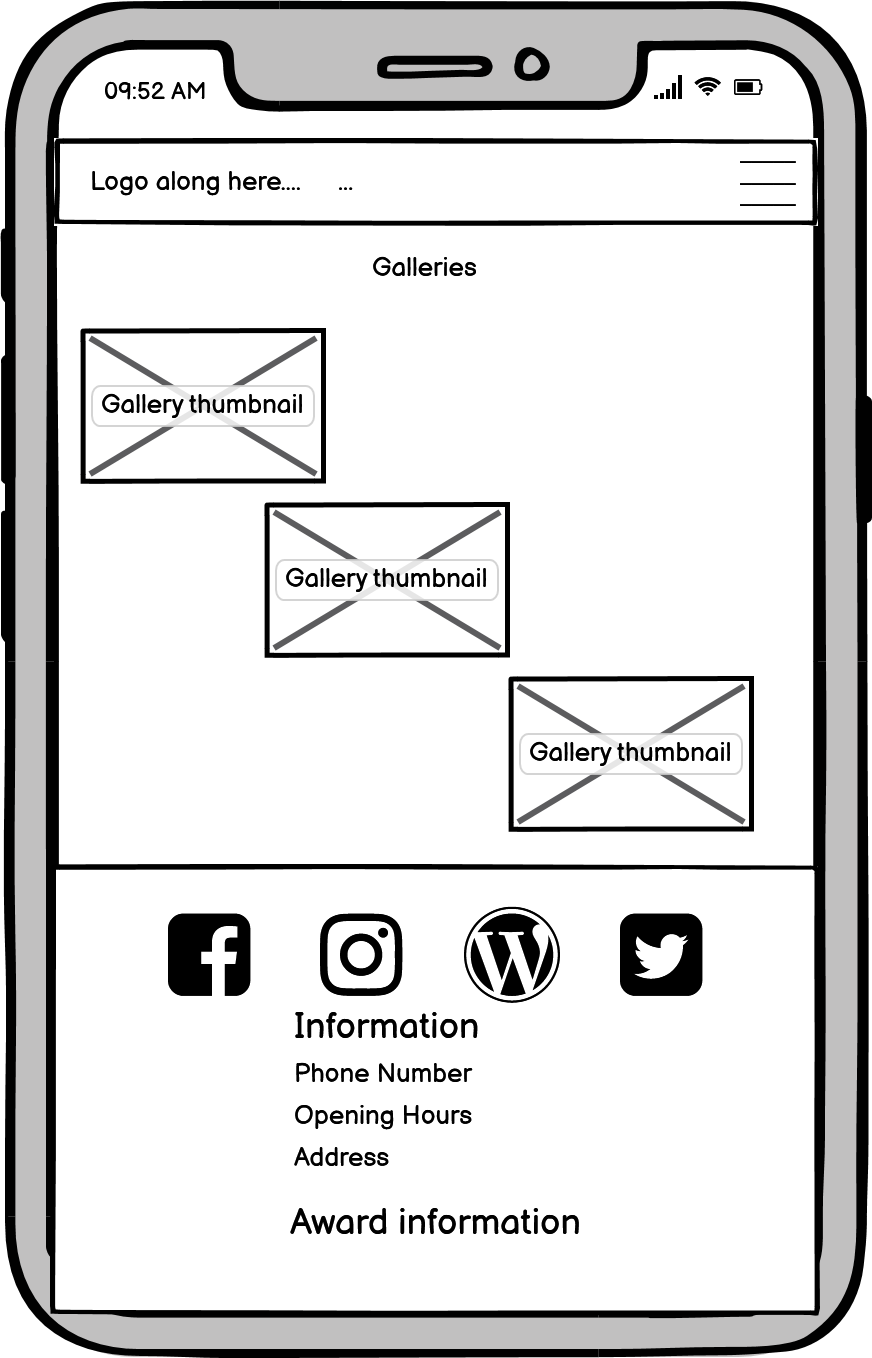 09:52 AM
Logo along here.... ...
Galleries
Gallery thumbnail
Gallery thumbnail
Gallery thumbnail
Information
Phone Number
Opening Hours
Address
Award information